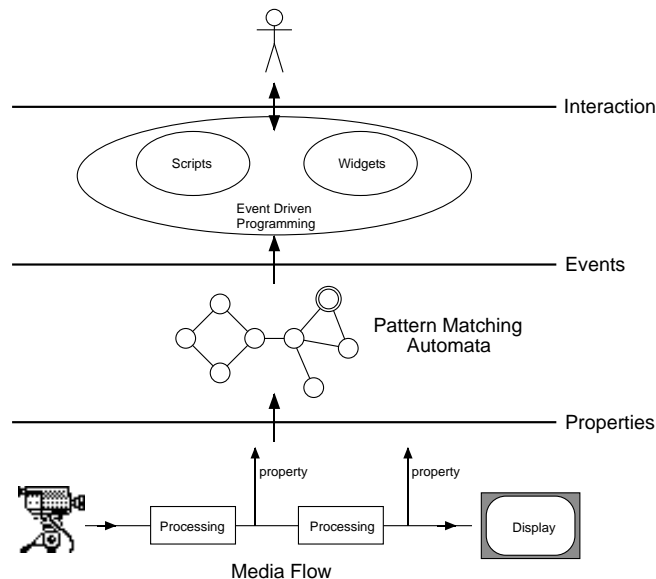 Interaction
Scripts
Widgets
Event Driven
Programming
Events
Pattern Matching
Automata
Properties
property
property
Processing
Processing
Display
Media Flow